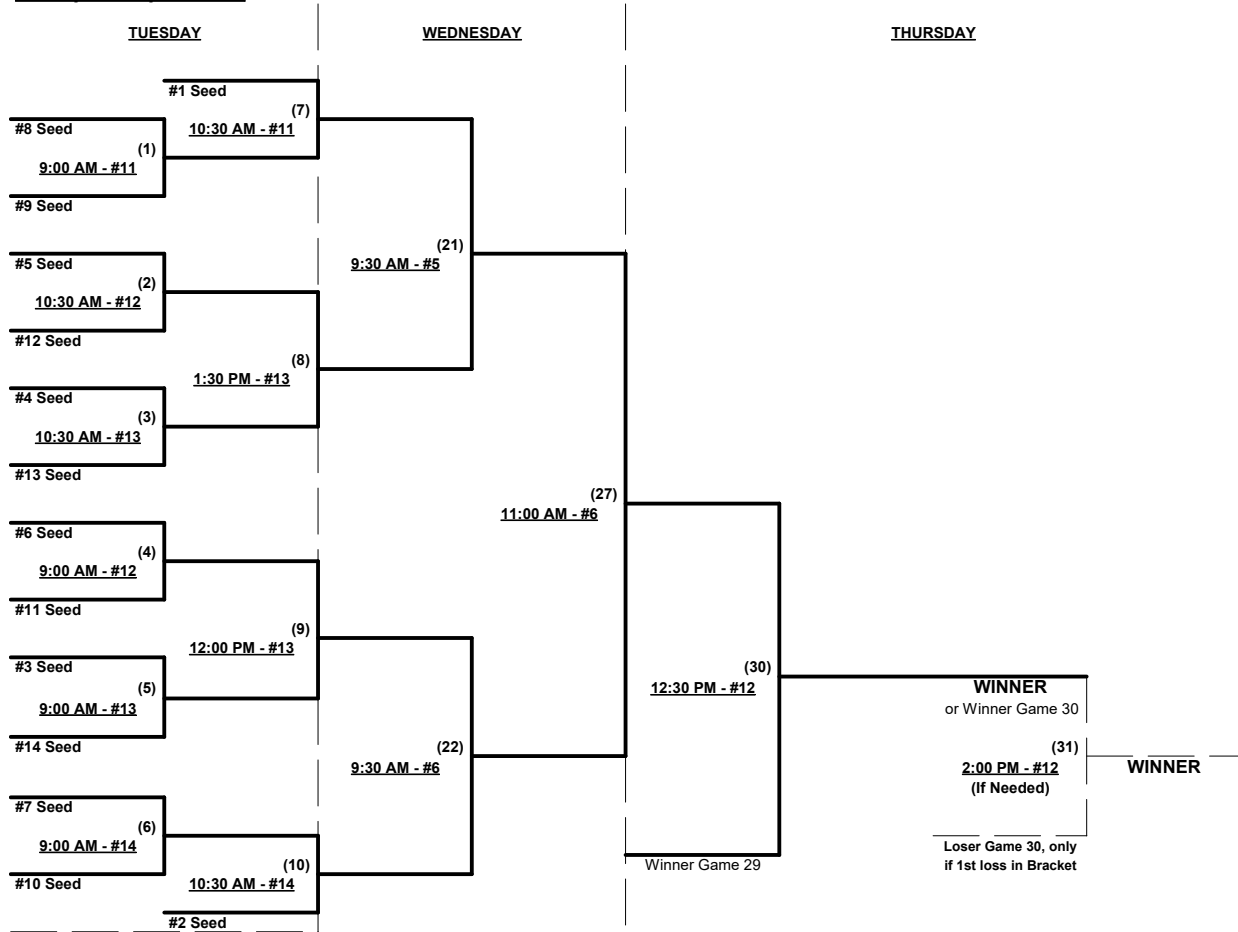 TUESDAY
WEDNESDAY
THURSDAY
#1 Seed
(7)
10:30 AM - #11
#8 Seed
(1)
9:00 AM - #11
#9 Seed
(21)
9:30 AM - #5
#5 Seed
(2)
10:30 AM - #12
#12 Seed
(8)
1:30 PM - #13
#4 Seed
(3)
10:30 AM - #13
#13 Seed
(27)
11:00 AM - #6
#6 Seed
(4)
9:00 AM - #12
#11 Seed
(9)
12:00 PM - #13
#3 Seed
(5)
9:00 AM - #13
#14 Seed
(30)
12:30 PM - #12
WINNER
or Winner Game 30
(22)
9:30 AM - #6
(31)
2:00 PM - #12
(If Needed)
WINNER
#7 Seed
(6)
9:00 AM - #14
#10 Seed
(10)
10:30 AM - #14
#2 Seed
Winner Game 29
Loser Game 30, only
if 1st loss in Bracket